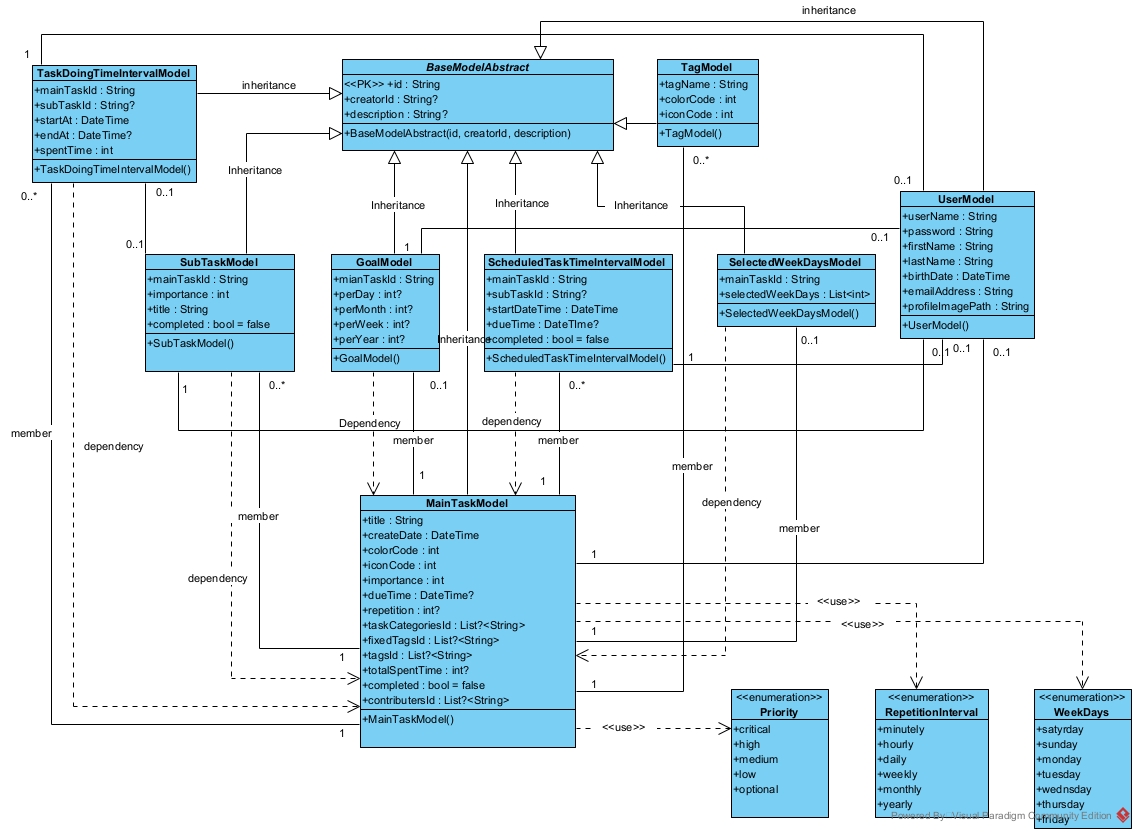 inheritance
1
TaskDoingTimeIntervalModel
+mainTaskId : String
+subTaskId : String?
+startAt : DateTime
+endAt : DateTime?
+spentTime : int
+TaskDoingTimeIntervalModel()
inheritance
BaseModelAbstract
<<PK>> +id : String
+creatorId : String?
+description : String?
+BaseModelAbstract(id, creatorId, description)
TagModel
+tagName : String
+colorCode : int
+iconCode : int
+TagModel()
0..*
0..1
UserModel
+userName : String
+password : String
+firstName : String
+lastName : String
+birthDate : DateTime
+emailAddress : String
+profileImagePath : String
+UserModel()
0..1
0..1
0..1
0..1
0..*
0..1
0..1
Inheritance
Inheritance
Inheritance
Inheritance
Inheritance
SubTaskModel
+mainTaskId : String
+importance : int
+title : String
+completed : bool = false
+SubTaskModel()
1
0..*
1
GoalModel
+mianTaskId : String
+perDay : int?
+perMonth : int?
+perWeek : int?
+perYear : int?
+GoalModel()
0..1
ScheduledTaskTimeIntervalModel
+mainTaskId : String
+subTaskId : String?
+startDateTime : DateTime
+dueTime : DateTIme?
+completed : bool = false
+ScheduledTaskTimeIntervalModel()
1
0..*
SelectedWeekDaysModel
+mainTaskId : String
+selectedWeekDays : List<int>
+SelectedWeekDaysModel()
0..1
member
dependency
Dependency
member
dependency
member
member
dependency
member
member
dependency
1
1
MainTaskModel
+title : String
+createDate : DateTime
+colorCode : int
+iconCode : int
+importance : int
+dueTime : DateTime?
+repetition : int?
+taskCategoriesId : List?<String>
+fixedTagsId : List?<String>
+tagsId : List?<String>
+totalSpentTime : int?
+completed : bool = false
+contributersId : List?<String>
+MainTaskModel()
1
1
1
1
1
<<use>>
<<use>>
<<use>>
<<enumeration>>
Priority
+critical
+high
+medium
+low
+optional
<<enumeration>>
RepetitionInterval
+minutely
+hourly
+daily
+weekly
+monthly
+yearly
<<enumeration>>
WeekDays
+satyrday
+sunday
+monday
+tuesday
+wednsday
+thursday
+friday
Powered By: Visual Paradigm Community Edition